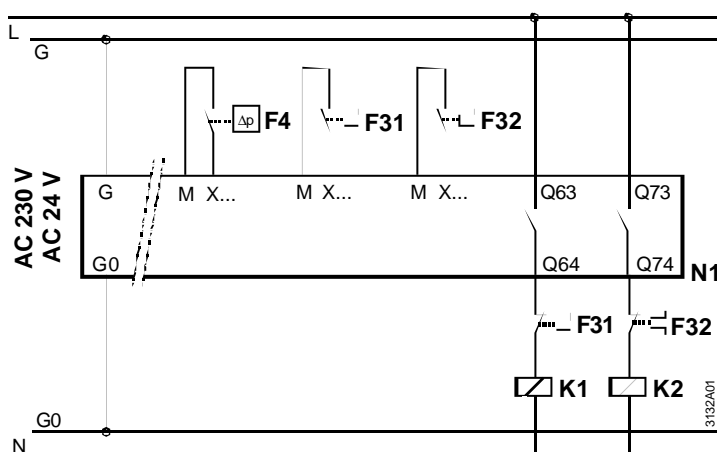 L
G
Δp F4 F31 F32
AC 230 V
AC 24 V
G M X... M X... M X... Q63 Q73
G0 Q64 Q74
N1
F31 F32
K1 K2
3132A01
G0
N